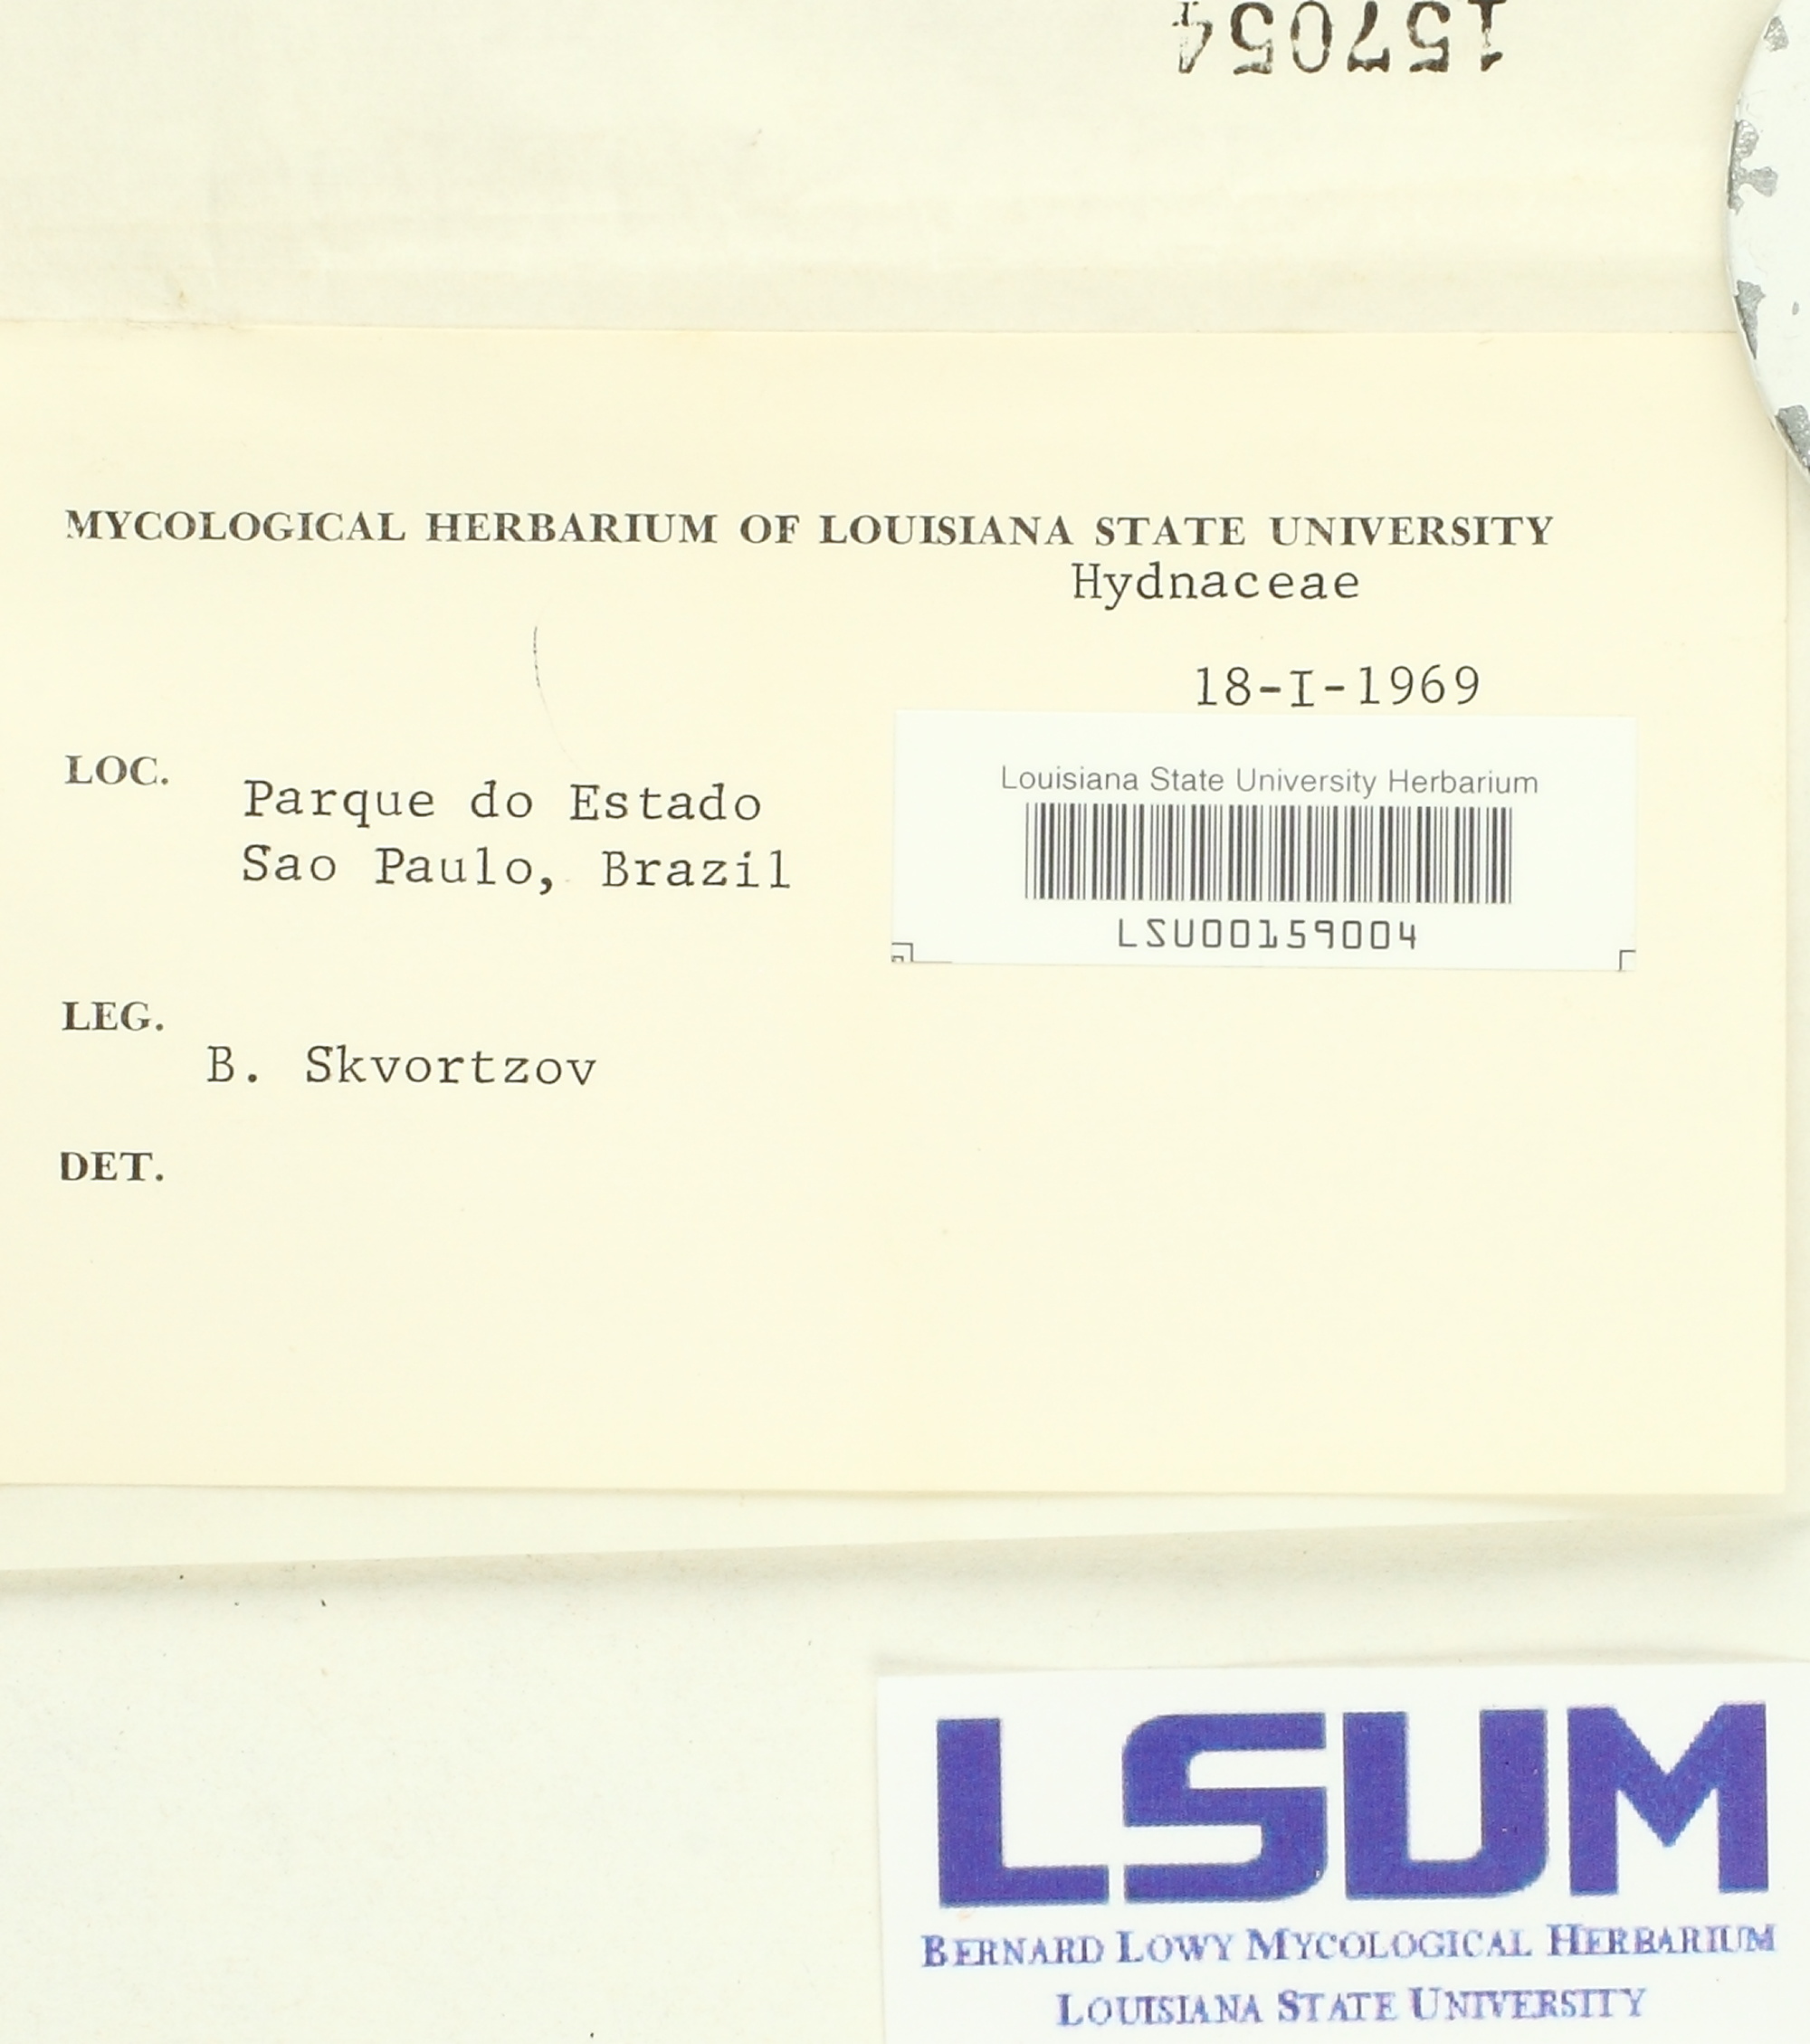 157054
MYCOLOGICAL HERBARIUM OF LOUISIANA STATE UNIVERSITY
Hydnaceae
18-I-1969
LOC. Parque do Estado
Sao Paulo, Brazil
Louisiana State University Herbarium
LSU00159004
LEG.
B. Skvortzov
DET.
LSUM
BERNARD LOWY MYCOLOGICAL HERBARIUM
LOUISIANA STATE UNIVERSITY